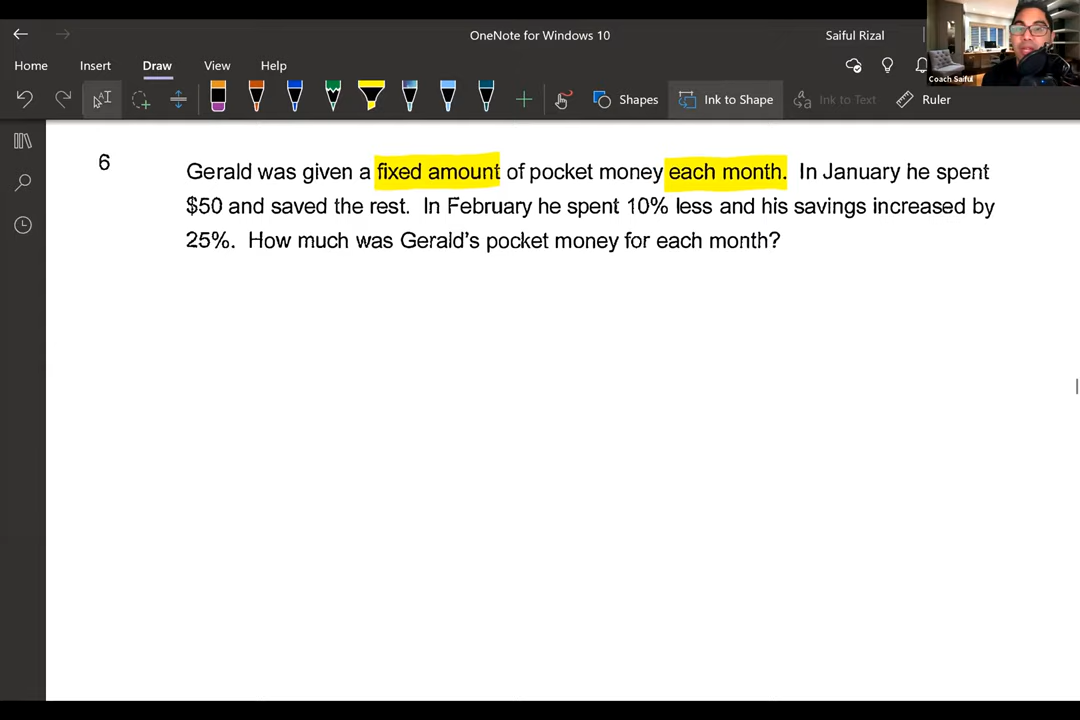 OneNote for Windows 10
Saiful Rizal
Coach Saiful
Home Insert Draw View Help
Shapes Ink to Shape Ink to Text Ruler
6
Gerald was given a fixed amount of pocket money each month. In January he spent
$50 and saved the rest. In February he spent 10% less and his savings increased by
25%. How much was Gerald's pocket money for each month?